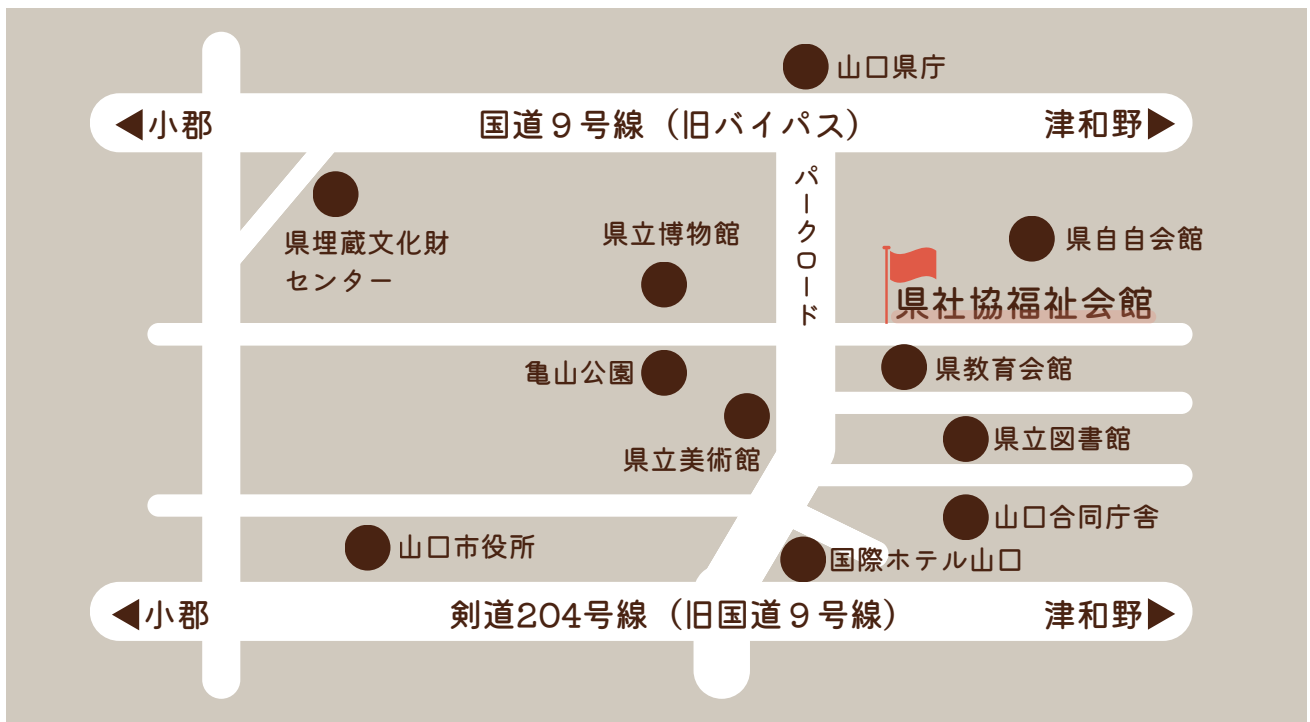 山口県庁
◀小郡
国道９号線（旧バイパス）
津和野▶
パークロード
県埋蔵文化財
センター
県立博物館
県自自会館
県社協福祉会館
亀山公園
県教育会館
県立美術館
県立図書館
山口合同庁舎
山口市役所
国際ホテル山口
◀小郡
剣道204号線（旧国道９号線）
津和野▶